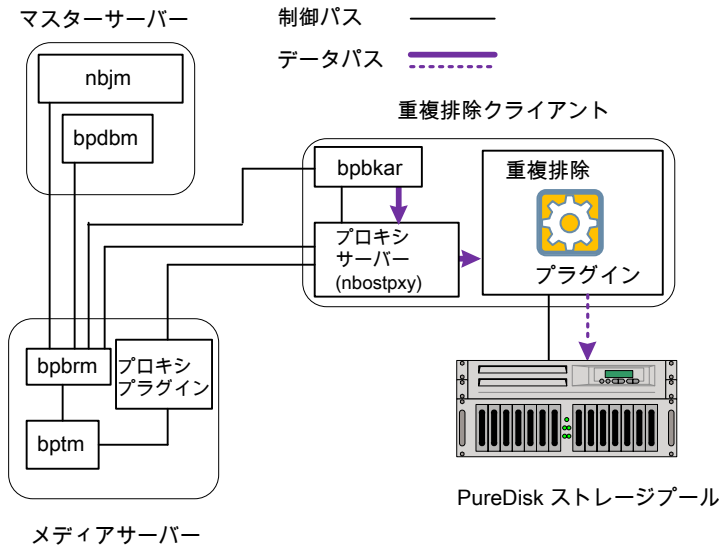 マスターサーバー
制御パス
データパス
nbjm
bpdbm
重複排除クライアント
bpbkar
重複排除
プロキシ
サーバー
(nbostpxy)
プラグイン
bpbrm
プロキシ
プラグイン
bptm
PureDisk ストレージプール
メディアサーバー